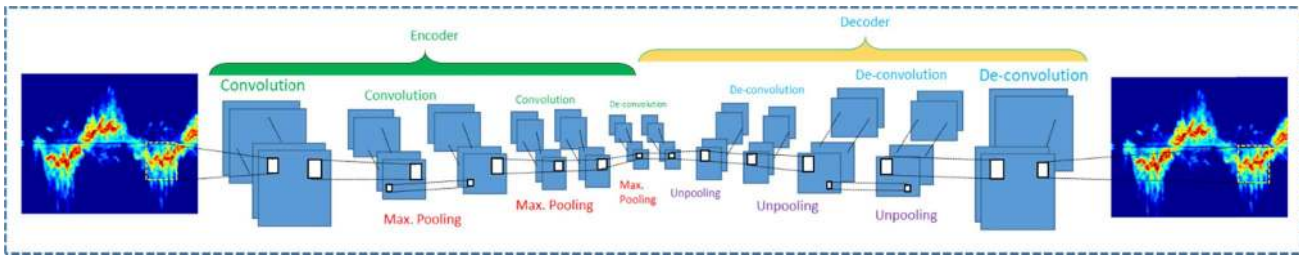 Encoder
Decoder
Convolution
Convolution
Convolution
De-convolution
De-convolution
De-convolution
De-convolution
Max. Pooling
Max. Pooling
Max.
Pooling
Unpooling
Unpooling
Unpooling